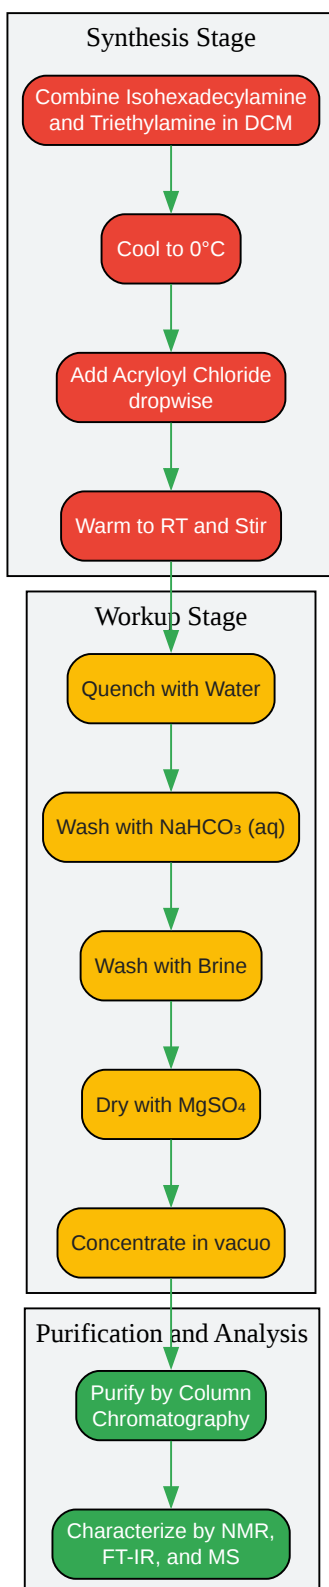 Synthesis Stage
Combine Isohexadecylamine
and Triethylamine in DCM
Cool to 0°C
Add Acryloyl Chloride
dropwise
Warm to RT and Stir
Workup Stage
Quench with Water
Wash with NaHCO₃ (aq)
Wash with Brine
Dry with MgSO₄
Concentrate in vacuo
Purification and Analysis
Purify by Column
Chromatography
Characterize by NMR,
FT-IR, and MS